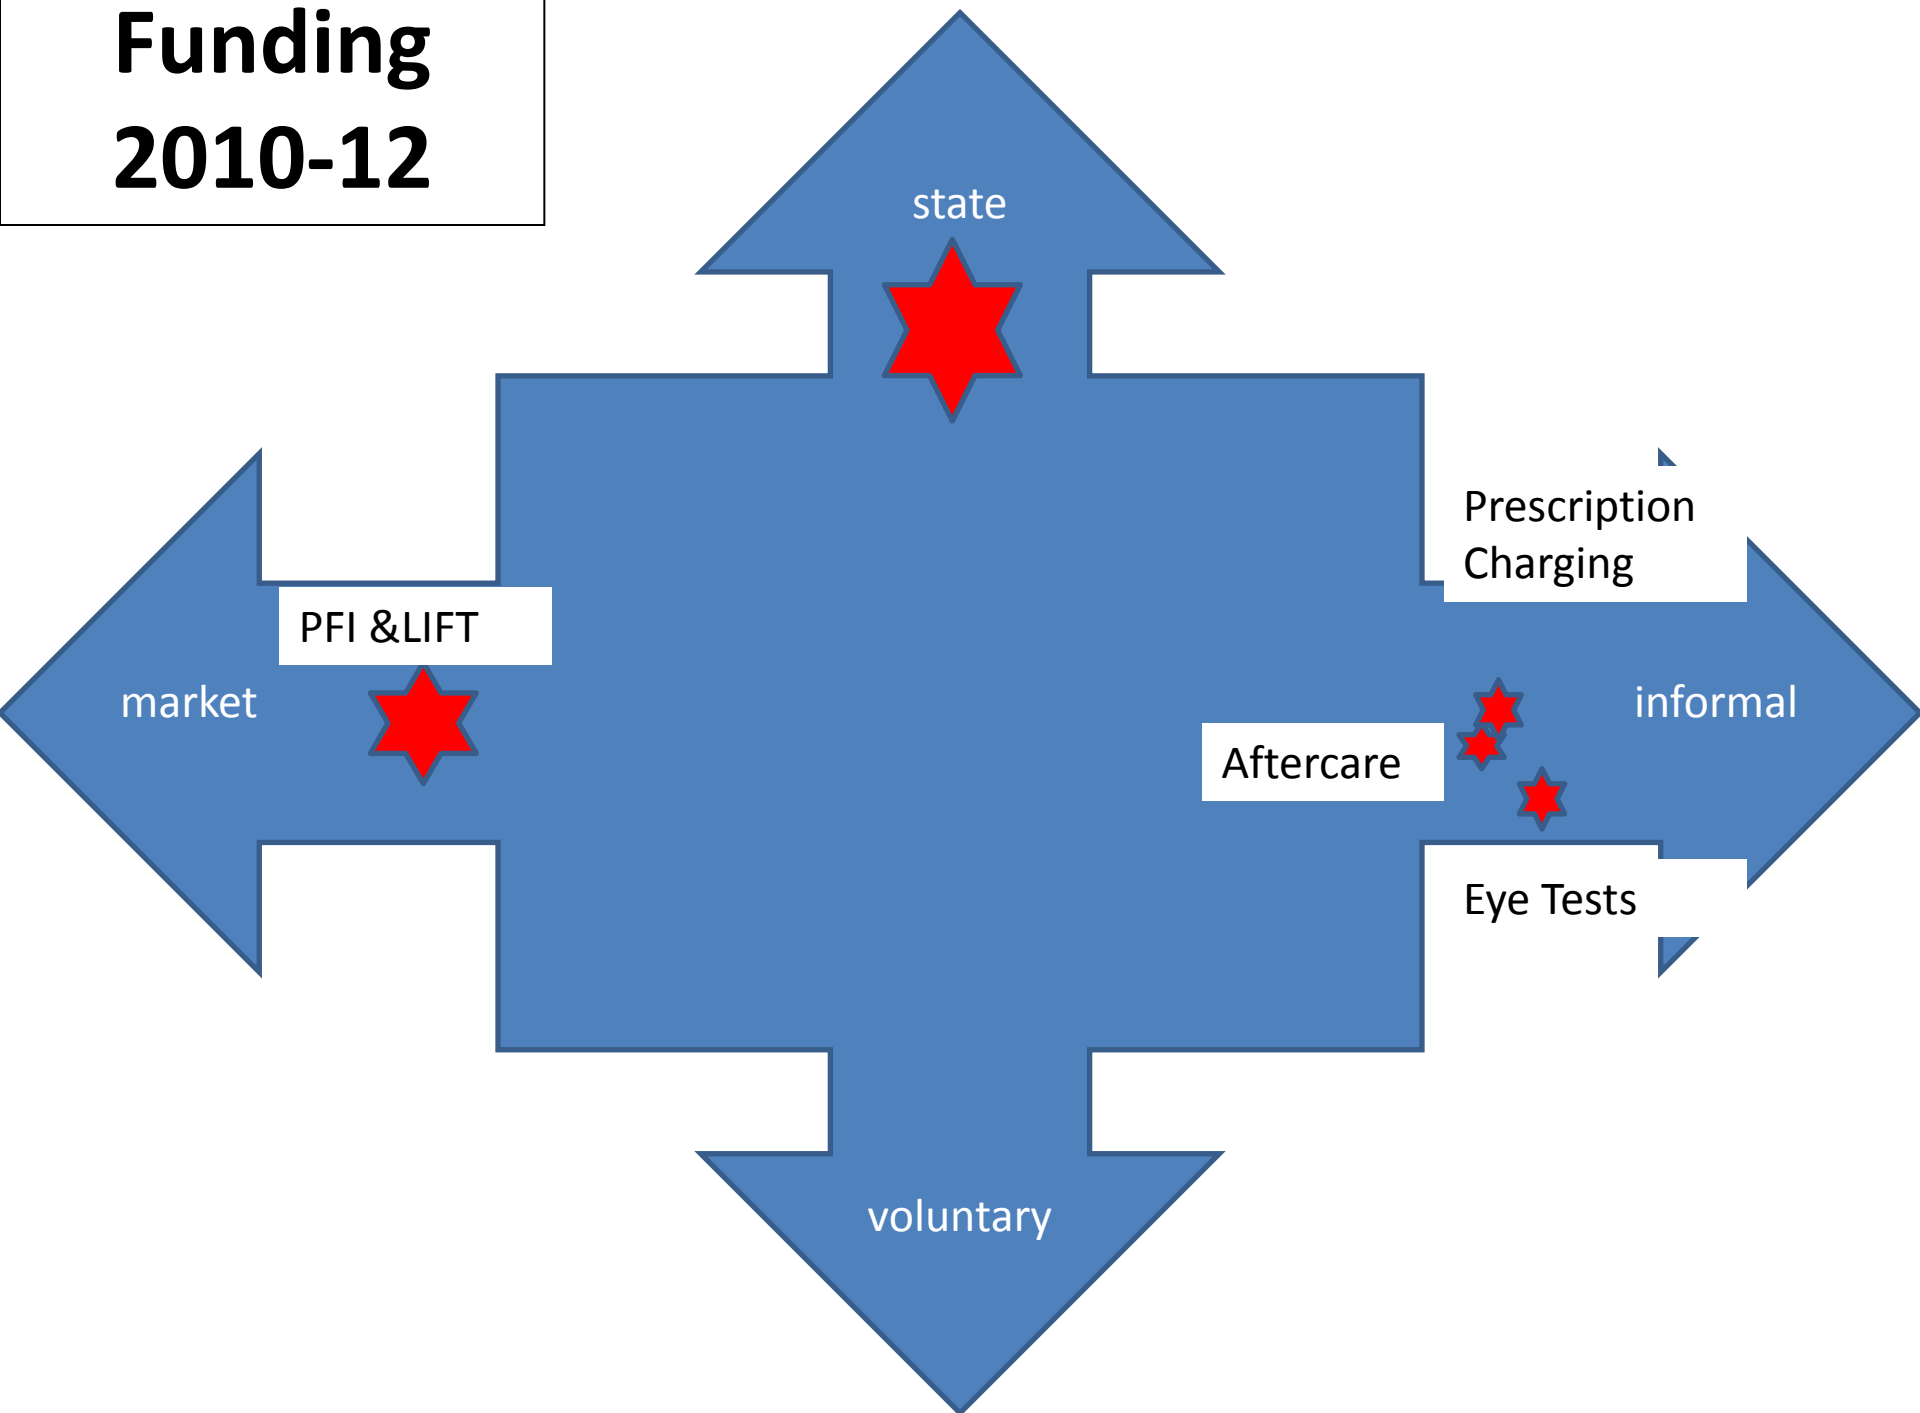 Funding
2010-12
state
Prescription
Charging
PFI &LIFT
market
informal
Aftercare
Eye Tests
voluntary